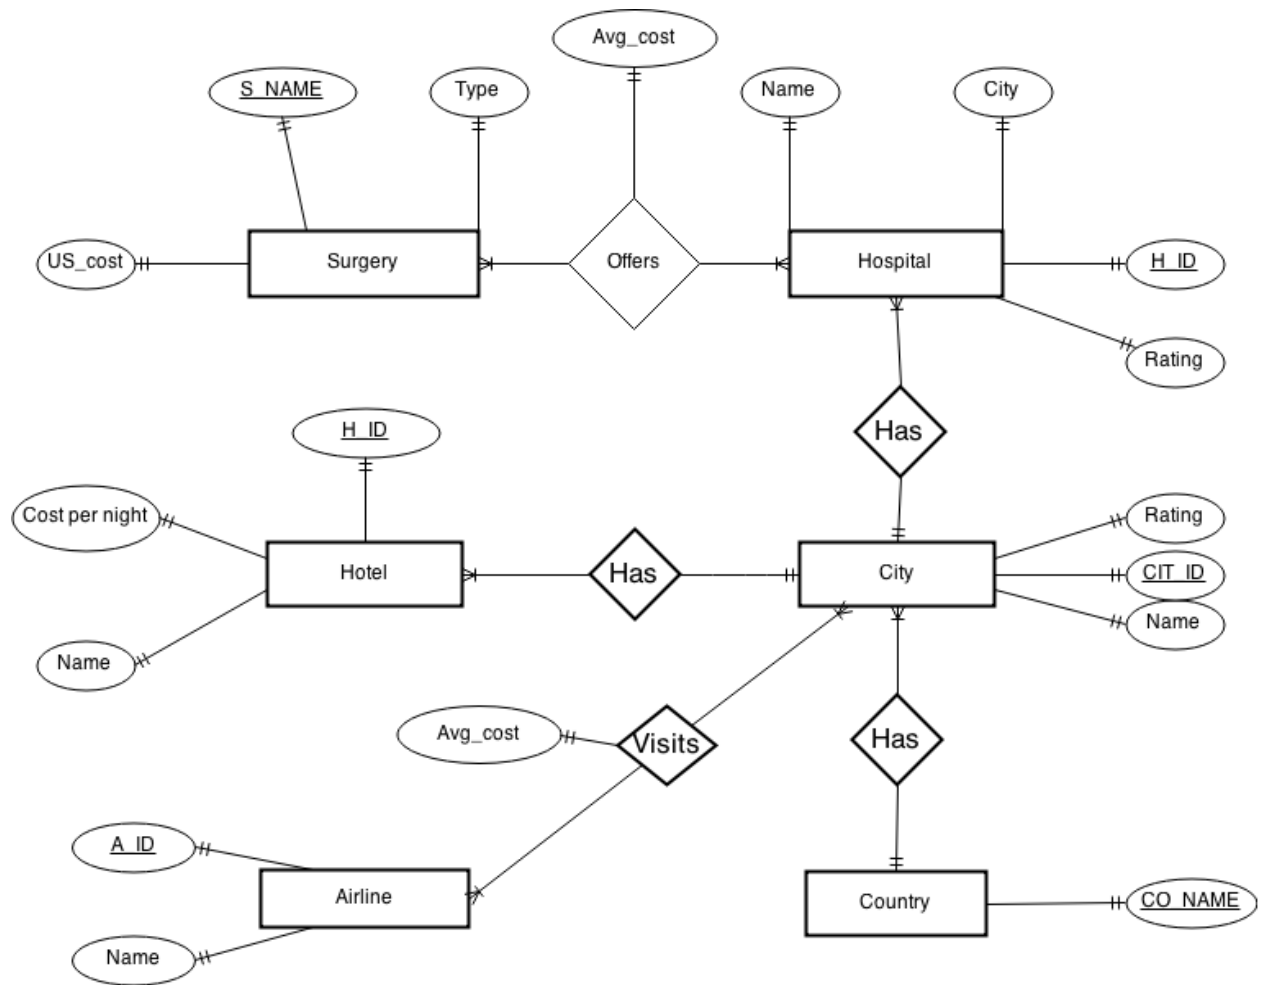 Avg_cost
S_NAME
Type
Name
City
US_cost
Surgery
Offers
Hospital
H_ID
Rating
Has
H_ID
Cost per night
Hotel
Has
City
Rating
CIT_ID
Name
Name
Avg_cost
Visits
Has
A_ID
Airline
Country
CO_NAME
Name